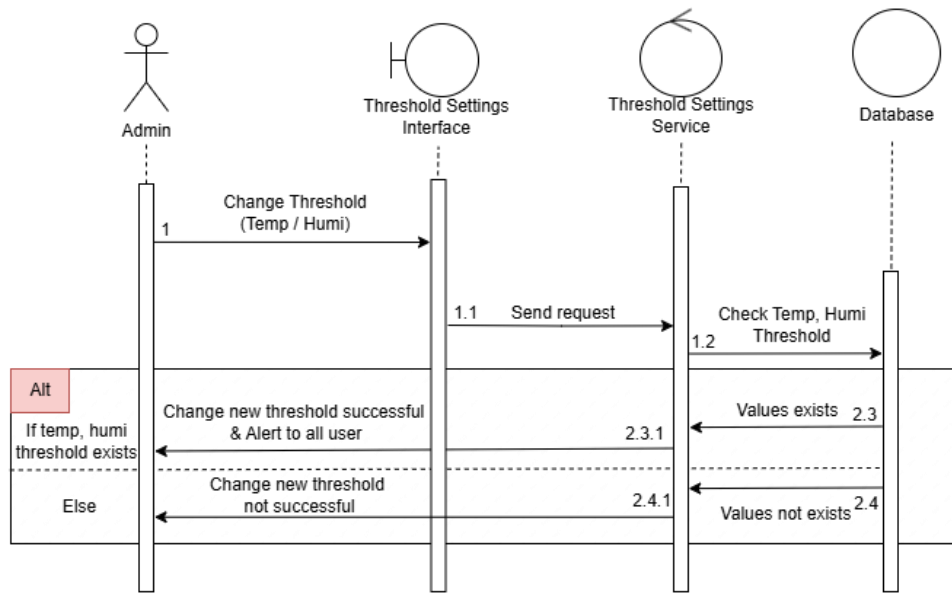 Admin
Threshold Settings
Interface
Threshold Settings
Service
Database
Change Threshold
(Temp / Humi)
1
1.1
Send request
Check Temp, Humi
Threshold
1.2
Alt
If temp, humi
threshold exists
Change new threshold successful
& Alert to all user
2.3.1
Values exists
2.3
Else
Change new threshold
not successful
2.4.1
Values not exists
2.4